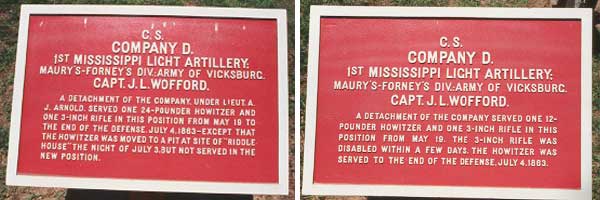 C.S.
COMPANY D.
1ST MISSISSIPPI LIGHT ARTILLERY;
MAURY'S-FORNEY'S DIV.: ARMY OF VICKSBURG.
CAPT. J.L. WOFFORD.
A DETACHMENT OF THE COMPANY, UNDER LIEUT. A.
J. ARNOLD, SERVED ONE 24-POUNDER HOWITZER AND
ONE 3-INCH RIFLE IN THIS POSITION FROM MAY 19 TO
THE END OF THE DEFENSE, JULY 4, 1863-EXCEPT THAT
THE HOWITZER WAS MOVED TO A PIT AT SITE OF "RIDDLE
HOUSE" THE NIGHT OF JULY 3, BUT NOT SERVED IN THE
NEW POSITION.
C.S.
COMPANY D.
1ST MISSISSIPPI LIGHT ARTILLERY;
MAURY'S-FORNEY'S DIV.: ARMY OF VICKSBURG.
CAPT. J.L. WOFFORD.
A DETACHMENT OF THE COMPANY SERVED ONE 12-
POUNDER HOWITZER AND ONE 3-INCH RIFLE IN THIS
POSITION FROM MAY 19. THE 3-INCH RIFLE WAS
DISABLED WITHIN A FEW DAYS. THE HOWITZER WAS
SERVED TO THE END OF THE DEFENSE, JULY 4, 1863.